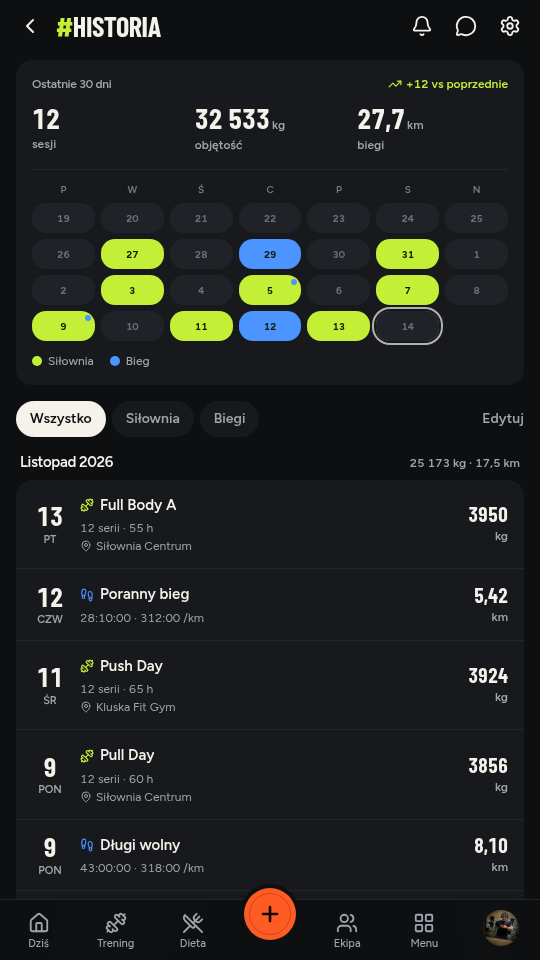 #HISTORIA
Ostatnie 30 dni
+12 vs poprzednie
12
sesji
32 533 kg
objętość
27,7 km
biegi
P W Ś C P S N
19 20 21 22 23 24 25
26 27 28 29 30 31 1
2 3 4 5 6 7 8
9 10 11 12 13 14
Siłownia Bieg
Wszystko Siłownia Biegi Edytuj
Listopad 2026
25 173 kg · 17,5 km
13
PT
Full Body A
12 serii · 55 h
Siłownia Centrum
3950
kg
12
CZW
Poranny bieg
28:10:00 · 312:00 /km
5,42
km
11
ŚR
Push Day
12 serii · 65 h
Kluska Fit Gym
3924
kg
9
PON
Pull Day
12 serii · 60 h
Siłownia Centrum
3856
kg
9
PON
Długi wolny
43:00:00 · 318:00 /km
8,10
km
Dziś Trening Dieta Ekipa Menu